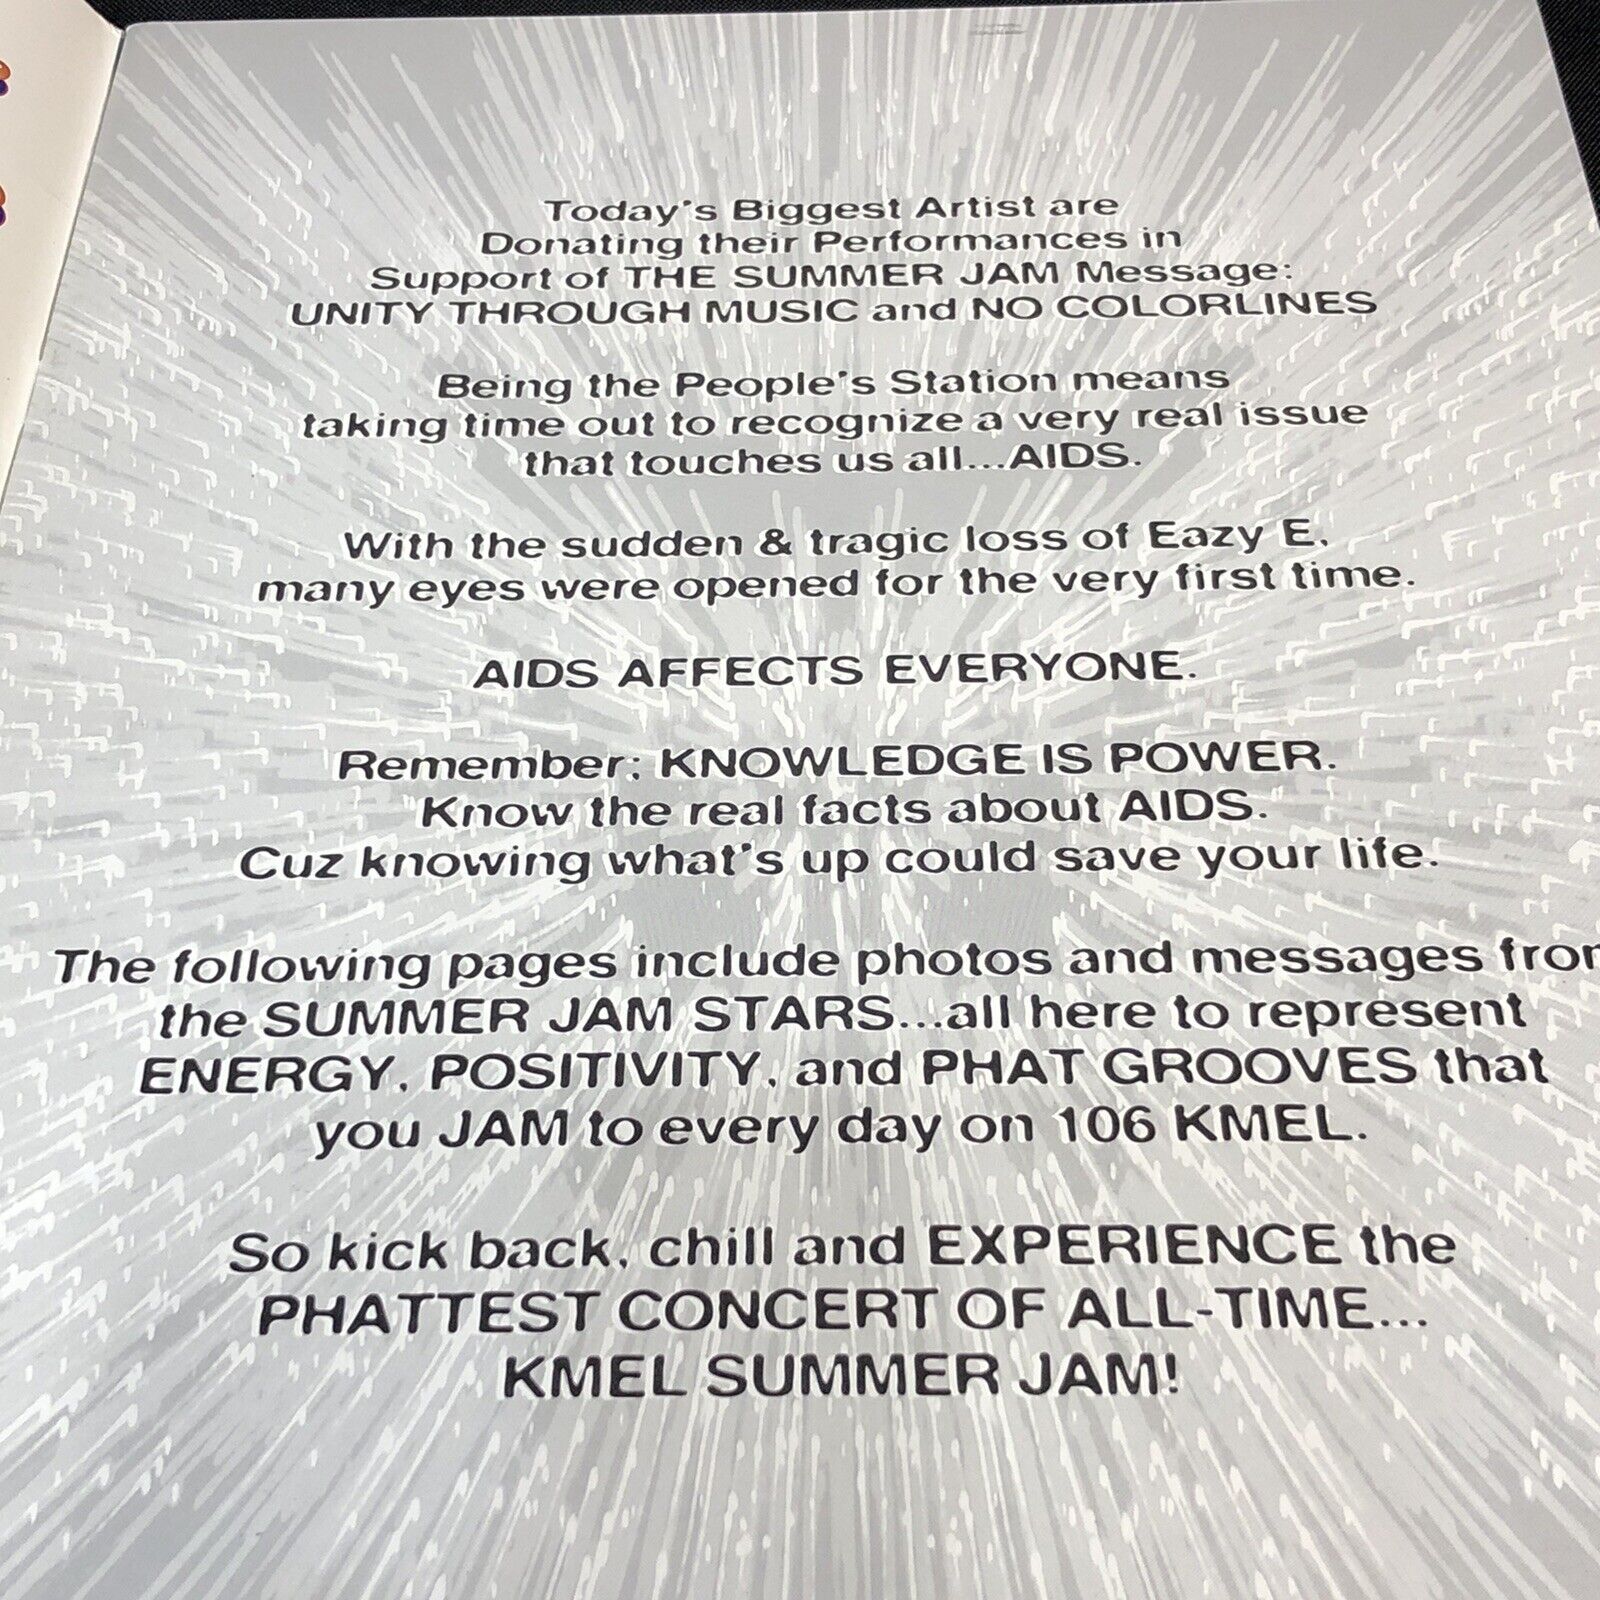 Today's Biggest Artist are
Donating their Performances in
Support of THE SUMMER JAM Message:
UNITY THROUGH MUSIC and NO COLORLINES
Being the People's Station means
taking time out to recognize a very real issue
that touches us all...AIDS.
With the sudden & tragic loss of Eazy E,
many eyes were opened for the very first time.
AIDS AFFECTS EVERYONE.
Remember: KNOWLEDGE IS POWER.
Know the real facts about AIDS.
Cuz knowing what's up could save your life.
The following pages include photos and messages from
the SUMMER JAM STARS...all here to represent
ENERGY, POSITIVITY, and PHAT GROOVES that
you JAM to every day on 106 KMEL.
So kick back, chill and EXPERIENCE the
PHATTEST CONCERT OF ALL-TIME...
KMEL SUMMER JAM!